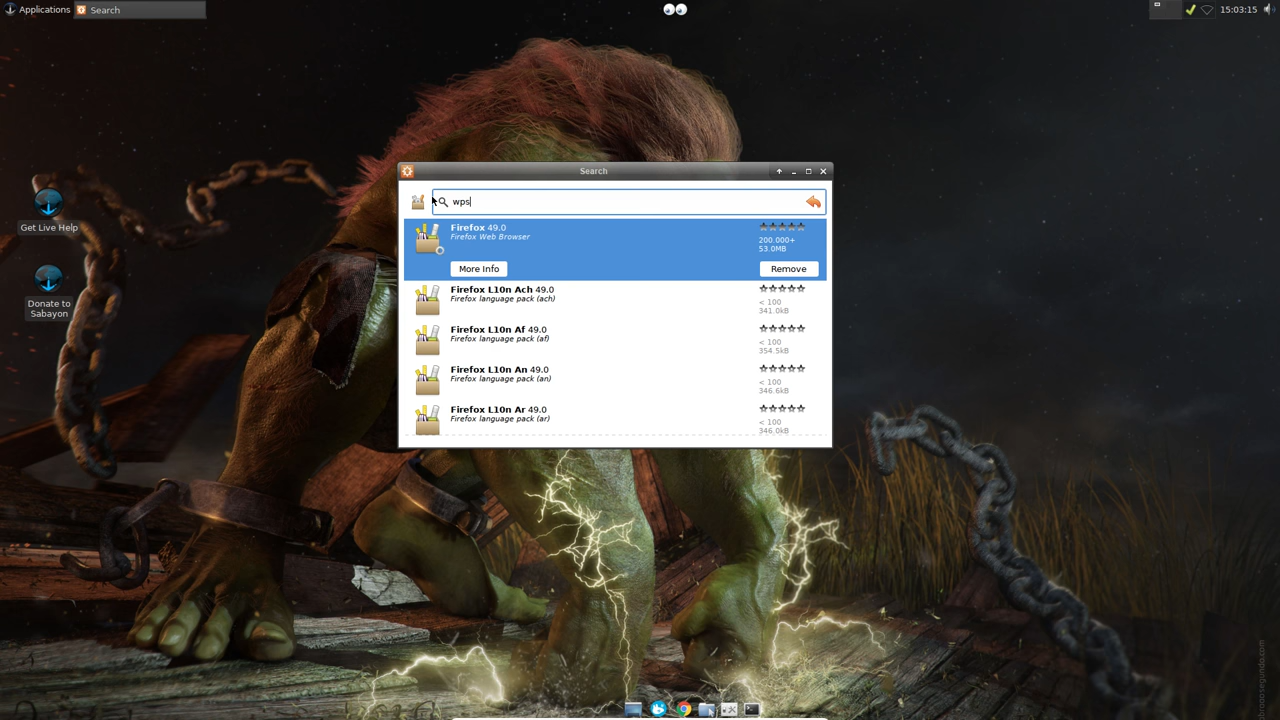 Applications
Search
15:03:15
Get Live Help
Donate to
Sabayon
Search
wps
Firefox 49.0
Firefox Web Browser
200.000+
53.0MB
More Info
Remove
Firefox L10n Ach 49.0
Firefox language pack (ach)
< 100
341.0kB
Firefox L10n Af 49.0
Firefox language pack (af)
< 100
354.5kB
Firefox L10n An 49.0
Firefox language pack (an)
< 100
346.6kB
Firefox L10n Ar 49.0
Firefox language pack (ar)
< 100
346.0kB